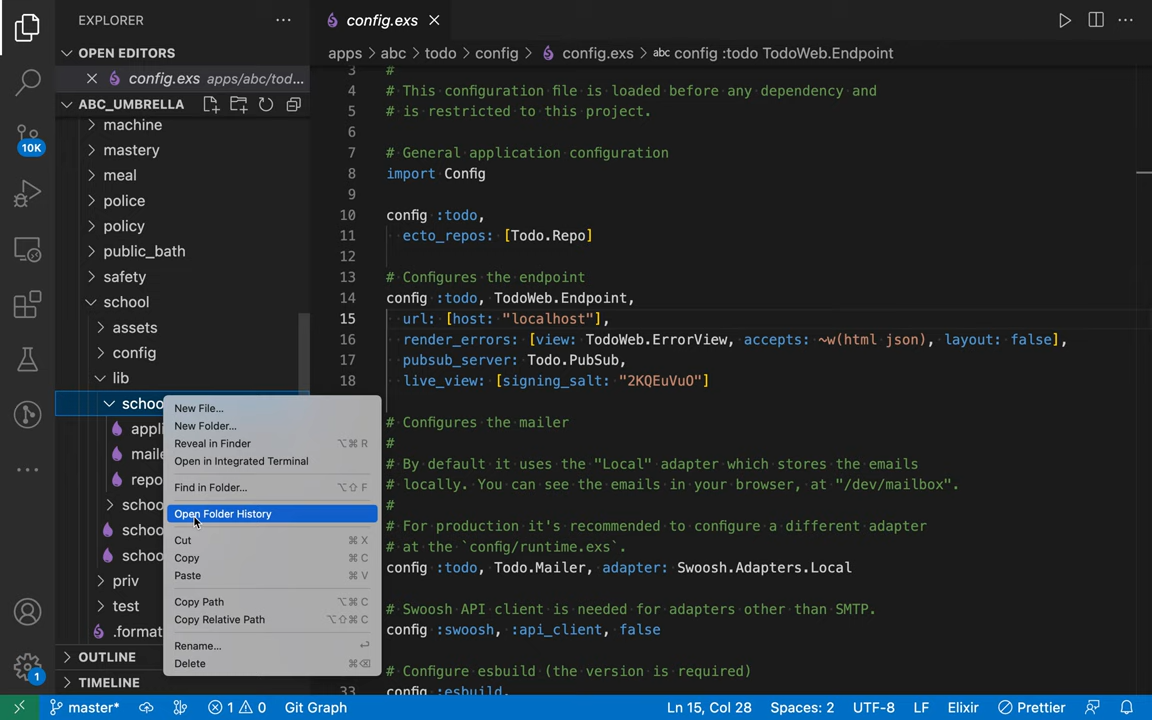 EXPLORER
OPEN EDITORS
config.exs apps/abc/tod...
ABC_UMBRELLA
machine
mastery
meal
police
policy
public_bath
safety
school
assets
config
lib
schoo
appli
maile
repo
schoo
schoo
schoo
priv
test
.format
OUTLINE
TIMELINE
10K
1
New File...
New Folder...
Reveal in Finder ⌥⌘ R
Open in Integrated Terminal
Find in Folder... ⌥⇧ F
Open Folder History
Cut ⌘ X
Copy ⌘ C
Paste ⌘ V
Copy Path ⌥⌘ C
Copy Relative Path ⌥⇧⌘ C
Rename... ↩
Delete ⌘⌫
config.exs
apps > abc > todo > config > config.exs > abc config :todo TodoWeb.Endpoint
3 #
4 # This configuration file is loaded before any dependency and
5 # is restricted to this project.
6
7 # General application configuration
8 import Config
9
10 config :todo,
11 ecto_repos: [Todo.Repo]
12
13 # Configures the endpoint
14 config :todo, TodoWeb.Endpoint,
15 url: [host: "localhost"],
16 render_errors: [view: TodoWeb.ErrorView, accepts: ~w(html json), layout: false],
17 pubsub_server: Todo.PubSub,
18 live_view: [signing_salt: "2KQEuVuO"]
# Configures the mailer
#
# By default it uses the "Local" adapter which stores the emails
# locally. You can see the emails in your browser, at "/dev/mailbox".
#
# For production it's recommended to configure a different adapter
# at the `config/runtime.exs`.
config :todo, Todo.Mailer, adapter: Swoosh.Adapters.Local
# Swoosh API client is needed for adapters other than SMTP.
config :swoosh, :api_client, false
# Configure esbuild (the version is required)
33 config :esbuild,
master* 1 0 Git Graph Ln 15, Col 28 Spaces: 2 UTF-8 LF Elixir Prettier